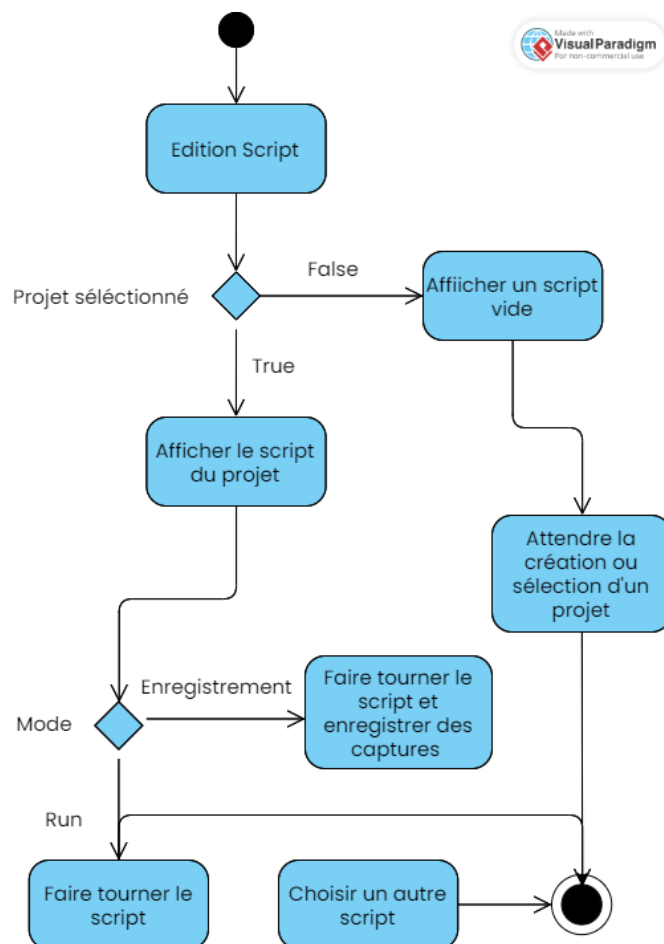 Made with
Visual Paradigm
For non-commercial use
Edition Script
False
Affiicher un script
vide
Projet séléctionné
True
Afficher le script
du projet
Attendre la
création ou
sélection d'un
projet
Enregistrement
Faire tourner le
script et
enregistrer des
captures
Mode
Run
Faire tourner le
script
Choisir un autre
script